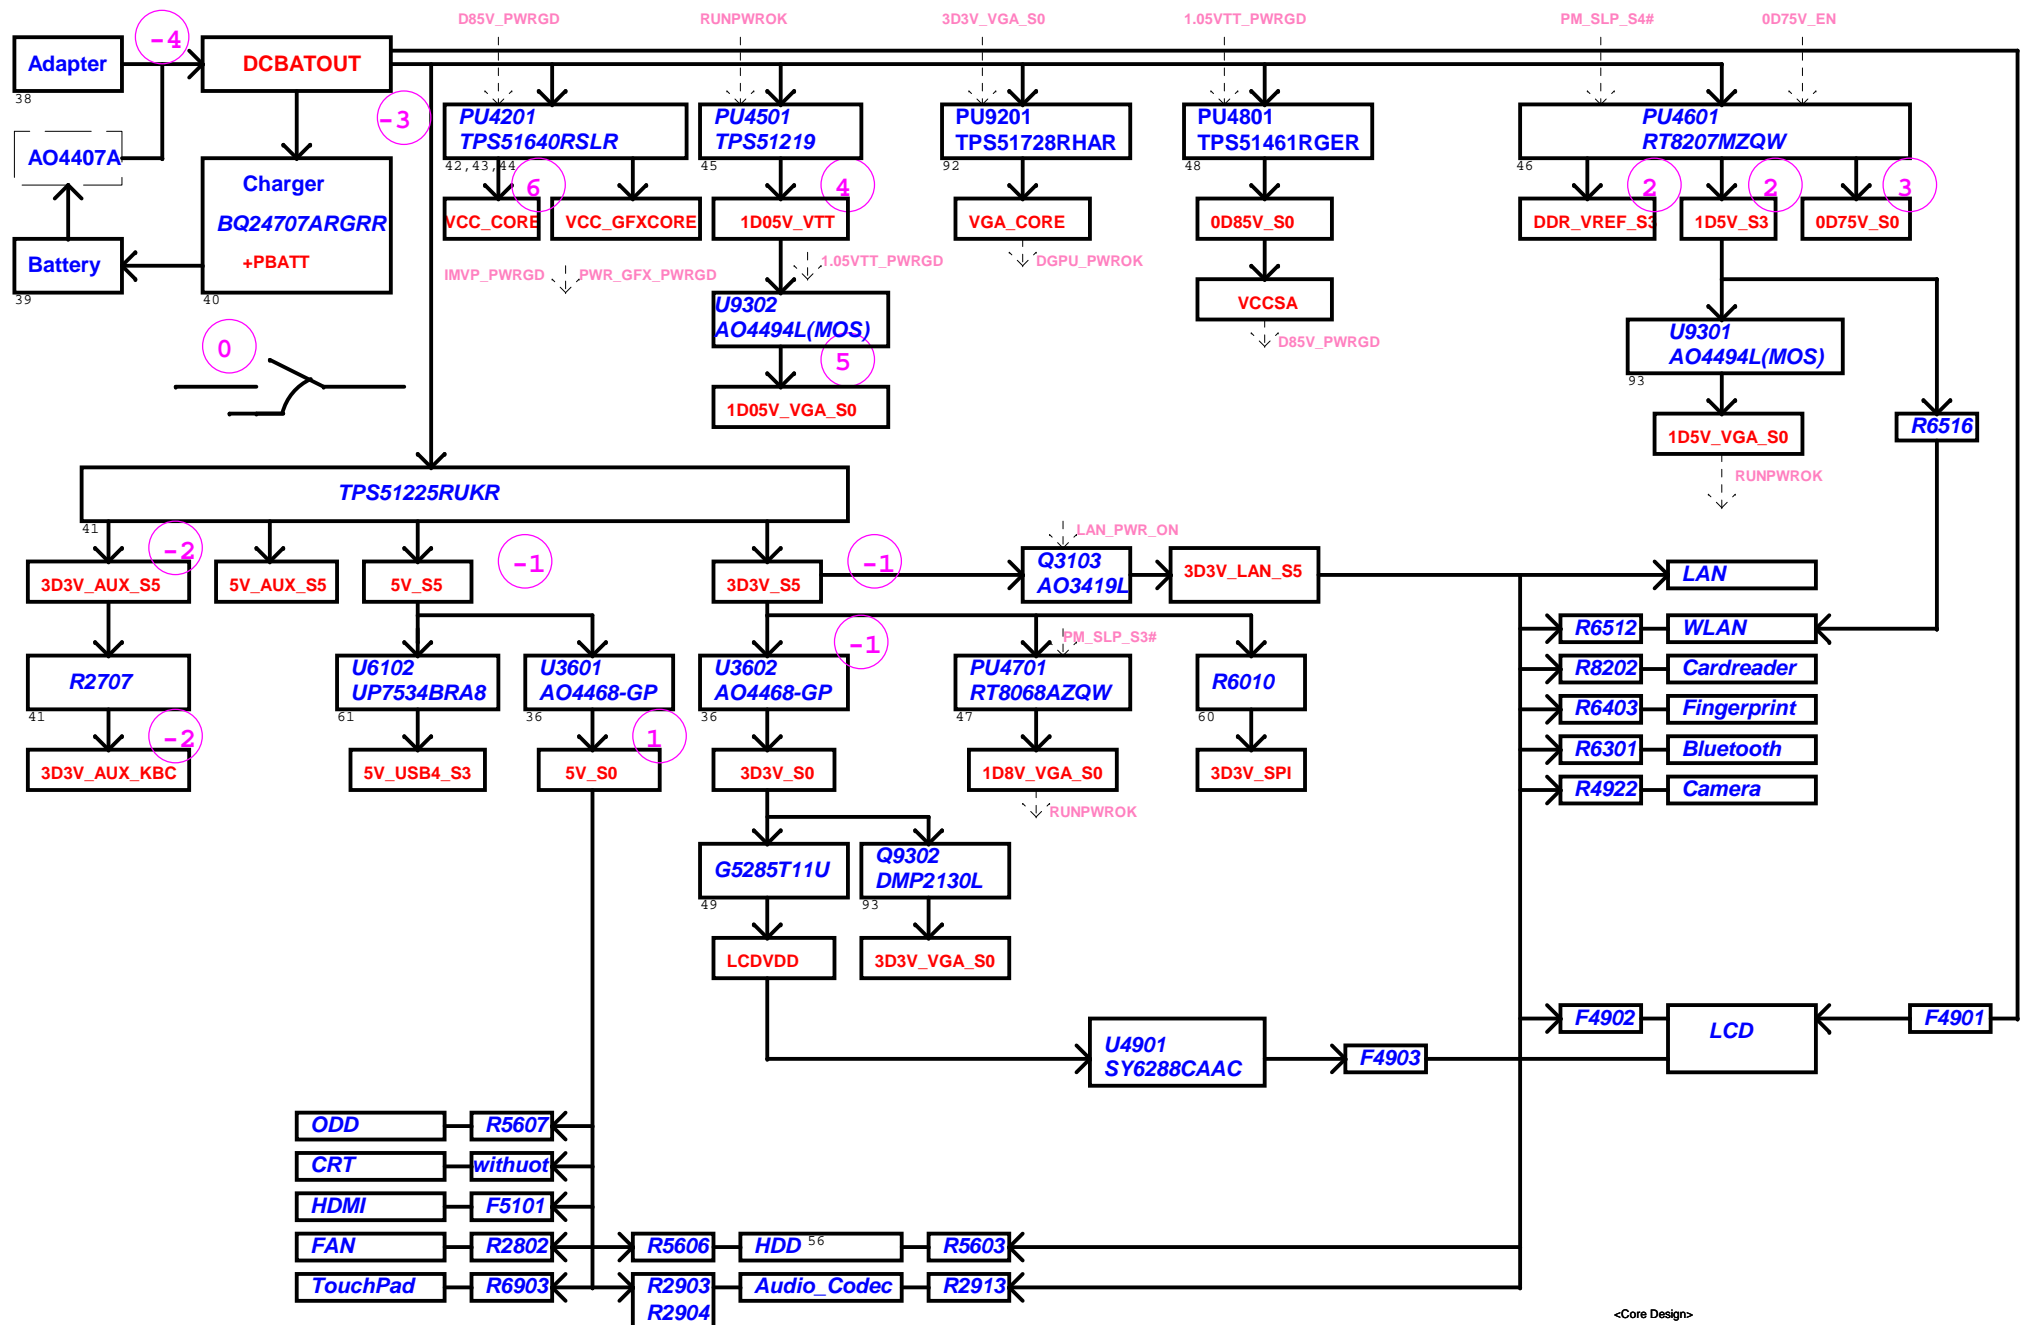 D85V_PWRGD
RUNPWROK
3D3V_VGA_S0
1.05VTT_PWRGD
PM_SLP_S4#
0D75V_EN
-4
Adapter
38
DCBATOUT
-3
AO4407A
Charger
BQ24707ARGRR
+PBATT
40
Battery
39
0
PU4201
TPS51640RSLR
42,43,44
6
VCC_CORE
VCC_GFXCORE
IMVP_PWRGD
PWR_GFX_PWRGD
PU4501
TPS51219
45
4
1D05V_VTT
1.05VTT_PWRGD
U9302
AO4494L(MOS)
5
1D05V_VGA_S0
PU9201
TPS51728RHAR
92
VGA_CORE
DGPU_PWROK
PU4801
TPS51461RGER
48
0D85V_S0
VCCSA
D85V_PWRGD
PU4601
RT8207MZQW
46
2
2
3
DDR_VREF_S3
1D5V_S3
0D75V_S0
U9301
AO4494L(MOS)
93
1D5V_VGA_S0
RUNPWROK
R6516
TPS51225RUKR
41
-2
-1
-1
3D3V_AUX_S5
5V_AUX_S5
5V_S5
3D3V_S5
LAN_PWR_ON
Q3103
AO3419L
3D3V_LAN_S5
LAN
R6512
WLAN
R8202
Cardreader
R6403
Fingerprint
R6301
Bluetooth
R4922
Camera
R2707
41
-2
3D3V_AUX_KBC
U6102
UP7534BRA8
61
5V_USB4_S3
U3601
AO4468-GP
36
1
5V_S0
-1
U3602
AO4468-GP
36
3D3V_S0
PM_SLP_S3#
PU4701
RT8068AZQW
47
1D8V_VGA_S0
RUNPWROK
R6010
60
3D3V_SPI
G5285T11U
49
LCDVDD
Q9302
DMP2130L
93
3D3V_VGA_S0
U4901
SY6288CAAC
F4903
F4902
LCD
F4901
ODD
R5607
CRT
withuot
HDMI
F5101
FAN
R2802
R5606
HDD
56
R5603
TouchPad
R6903
R2903
R2904
Audio_Codec
R2913
<Core Design>